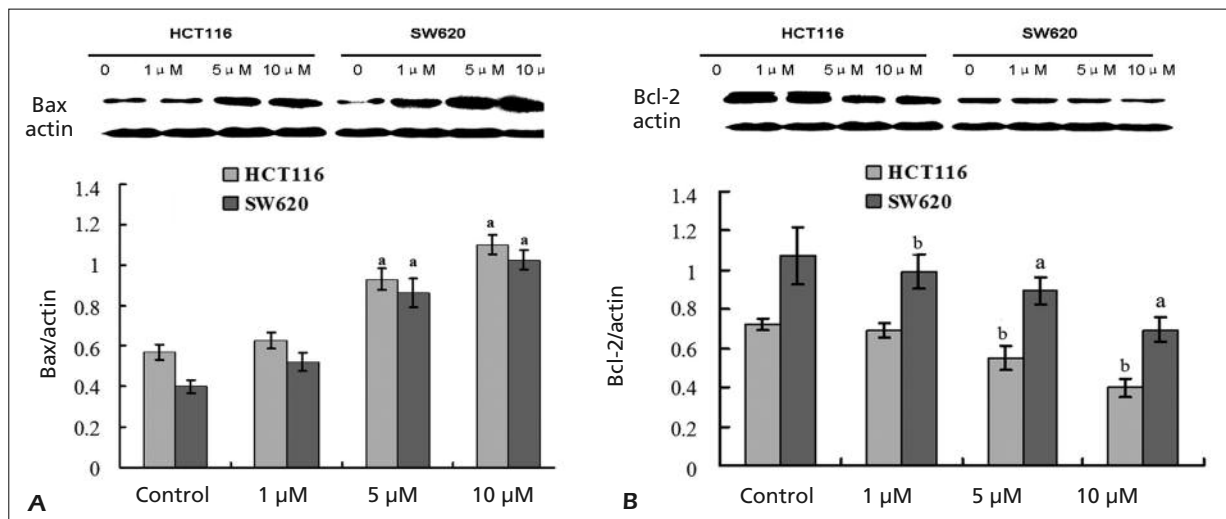 HCT116 SW620
0 1 μ M 5 μ M 10 μ M 0 1 μ M 5 μ M 10 μ
Bax
actin
HCT116
SW620
1.4
1.2
1
0.8
0.6
0.4
0.2
0
Bax/actin
a a a a
Control 1 μM 5 μM 10 μM
A
HCT116 SW620
0 1 μ M 5 μ M 10 μ M 0 1 μ M 5 μ M 10 μ M
Bcl-2
actin
HCT116
SW620
1.4
1.2
1
0.8
0.6
0.4
0.2
0
Bcl-2/actin
b b a b a
Control 1 μM 5 μM 10 μM
B